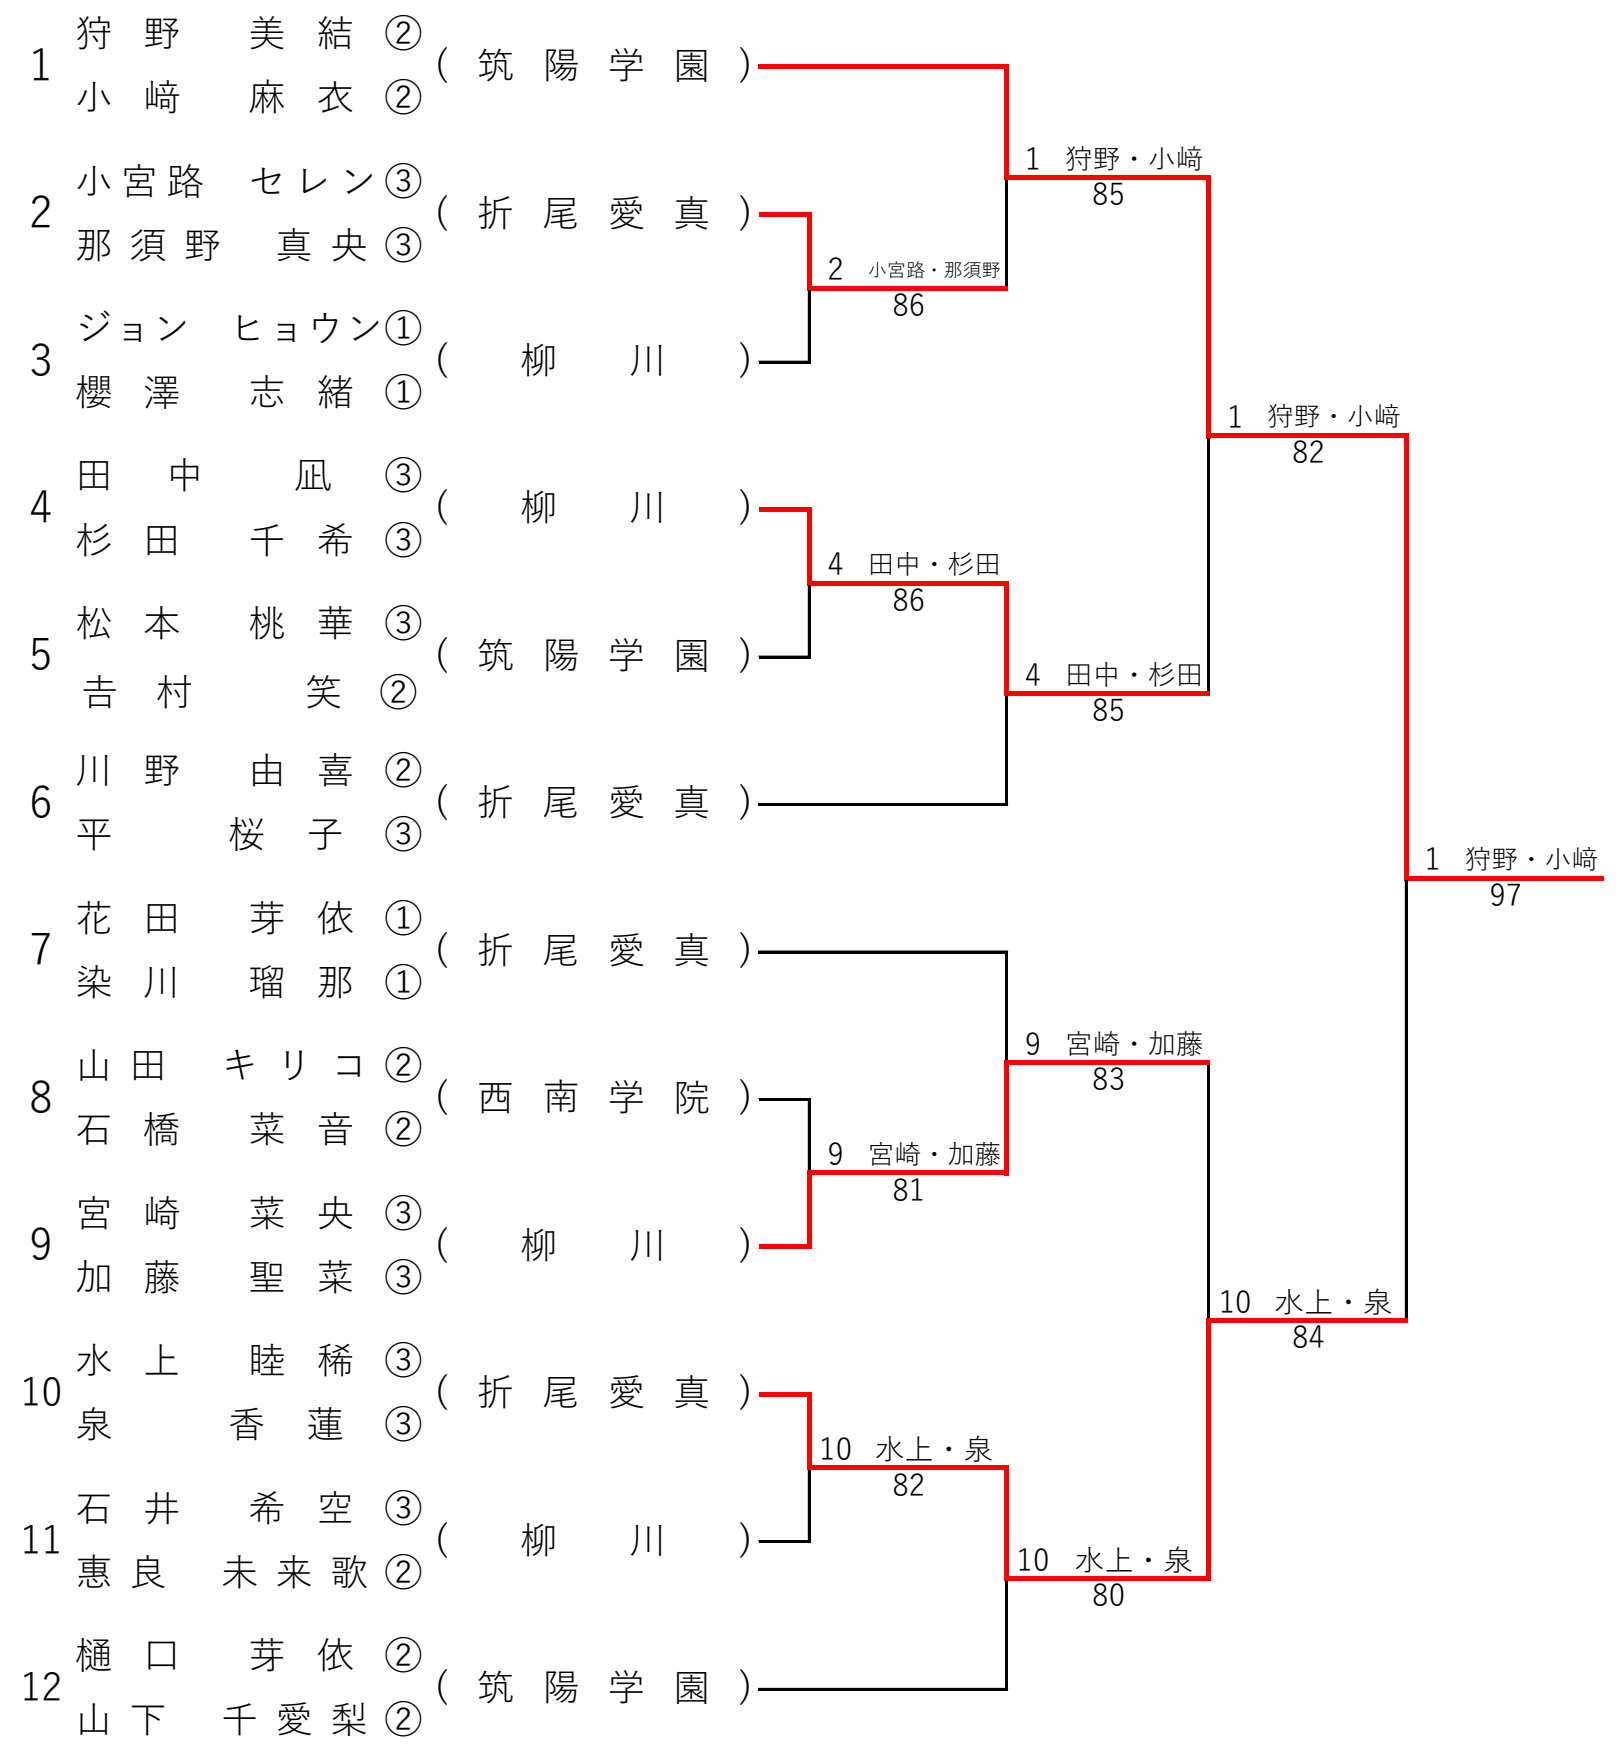 1 狩野 美結 ② 小﨑 麻衣 ② (筑陽学園)
2 小宮路 セレン ③ 那須野 真央 ③ (折尾愛真)
3 ジョン ヒョウン ① 櫻澤 志緒 ① (柳川)
4 田中 凪 ③ 杉田 千希 ③ (柳川)
5 松本 桃華 ③ 𠮷村 笑 ② (筑陽学園)
6 川野 由喜 ② 平 桜子 ③ (折尾愛真)
7 花田 芽依 ① 染川 瑠那 ① (折尾愛真)
8 山田 キリコ ② 石橋 菜音 ② (西南学院)
9 宮崎 菜央 ③ 加藤 聖菜 ③ (柳川)
10 水上 睦稀 ③ 泉 香蓮 ③ (折尾愛真)
11 石井 希空 ③ 惠良 未来歌 ② (柳川)
12 樋口 芽依 ② 山下 千愛梨 ② (筑陽学園)
2 小宮路・那須野
86
4 田中・杉田
86
9 宮崎・加藤
81
10 水上・泉
82
1 狩野・小﨑
85
4 田中・杉田
85
9 宮崎・加藤
83
10 水上・泉
80
1 狩野・小﨑
82
10 水上・泉
84
1 狩野・小﨑
97